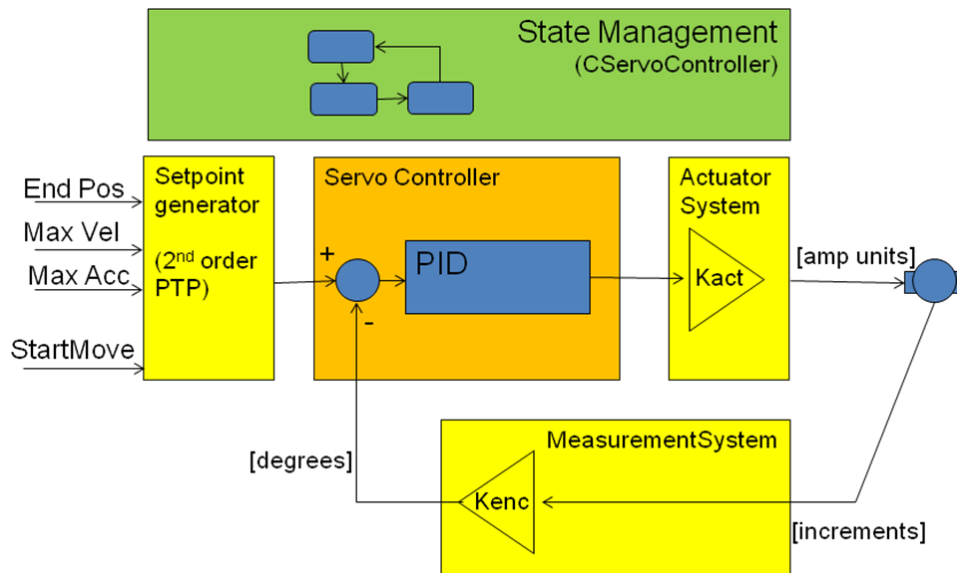 State Management
(CServoController)
End Pos
Max Vel
Max Acc
StartMove
Setpoint
generator
(2nd order
PTP)
Servo Controller
+
-
PID
Actuator
System
Kact
[amp units]
MeasurementSystem
Kenc
[degrees]
[increments]